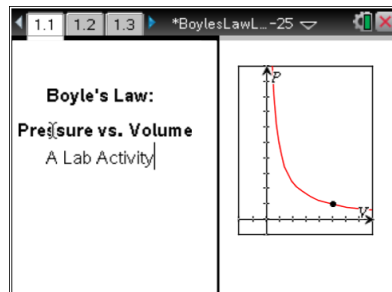 1.1 1.2 1.3 *BoylesLawL...-25
Boyle's Law:
Pressure vs. Volume
A Lab Activity
P
V